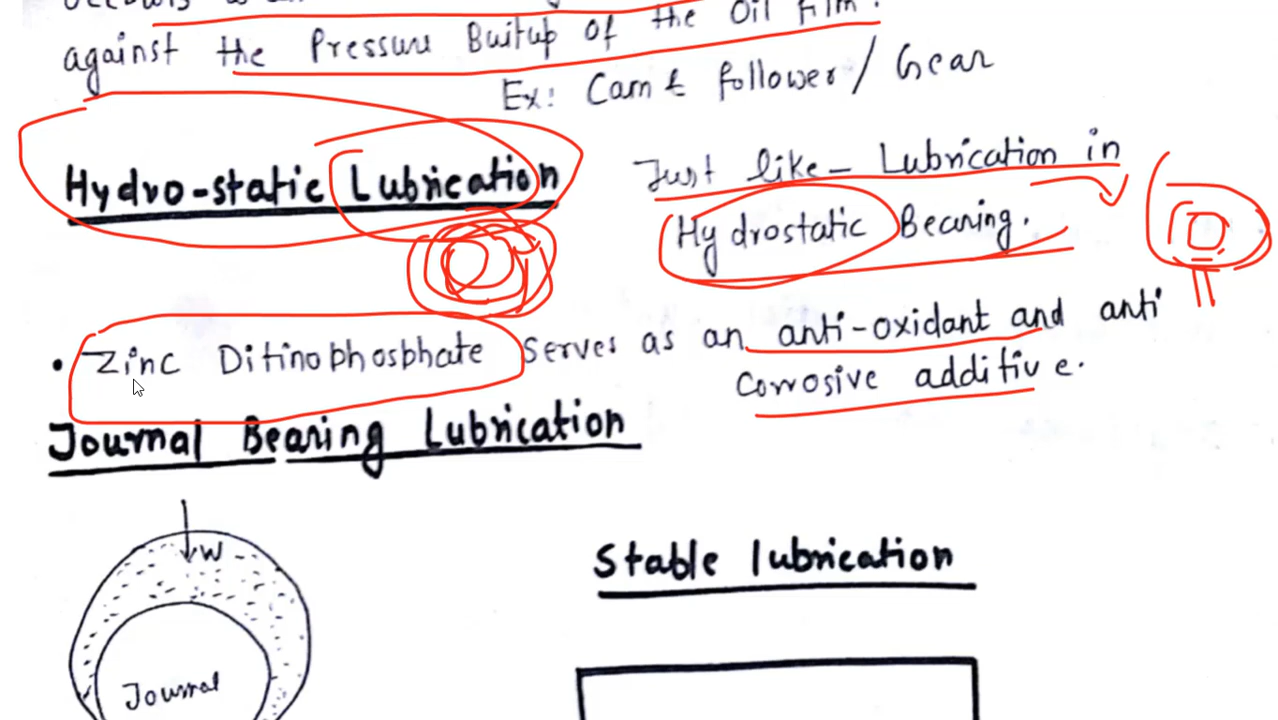 against the Pressure Buitup of the Oil film.
Ex: Cam & follower / Gear
Hydro-static Lubrication
Just like- Lubrication in
Hydrostatic Bearing.
• Zinc Ditinophosphate serves as an anti-oxidant and anti
Corrosive additive.
Journal Bearing Lubrication
W
Stable lubrication
Journal